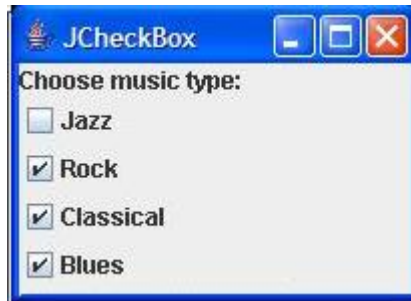 JCheckBox
Choose music type:
Jazz
Rock
Classical
Blues